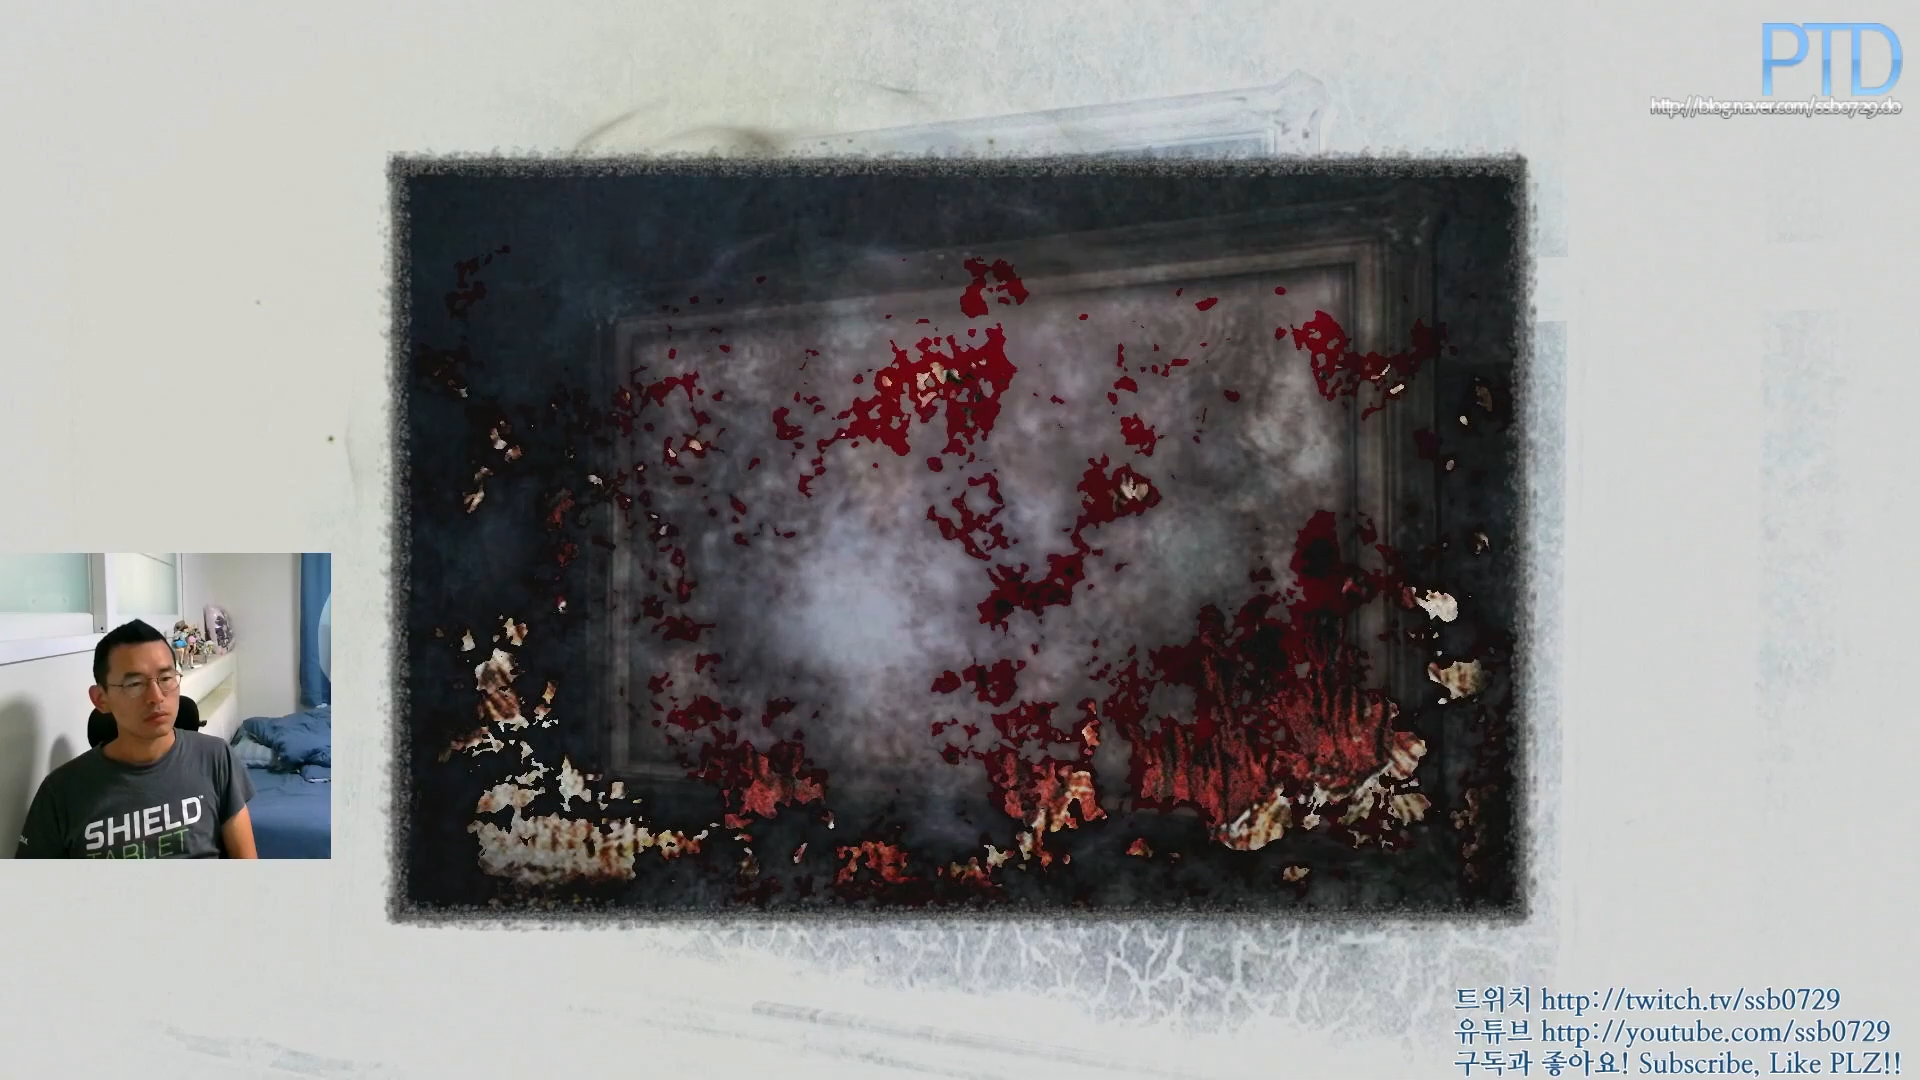 PTD
http://blog.naver.com/ssb0729.do
SHIELD
TABLET
트위치 http://twitch.tv/ssb0729
유튜브 http://youtube.com/ssb0729
구독과 좋아요! Subscribe, Like PLZ!!